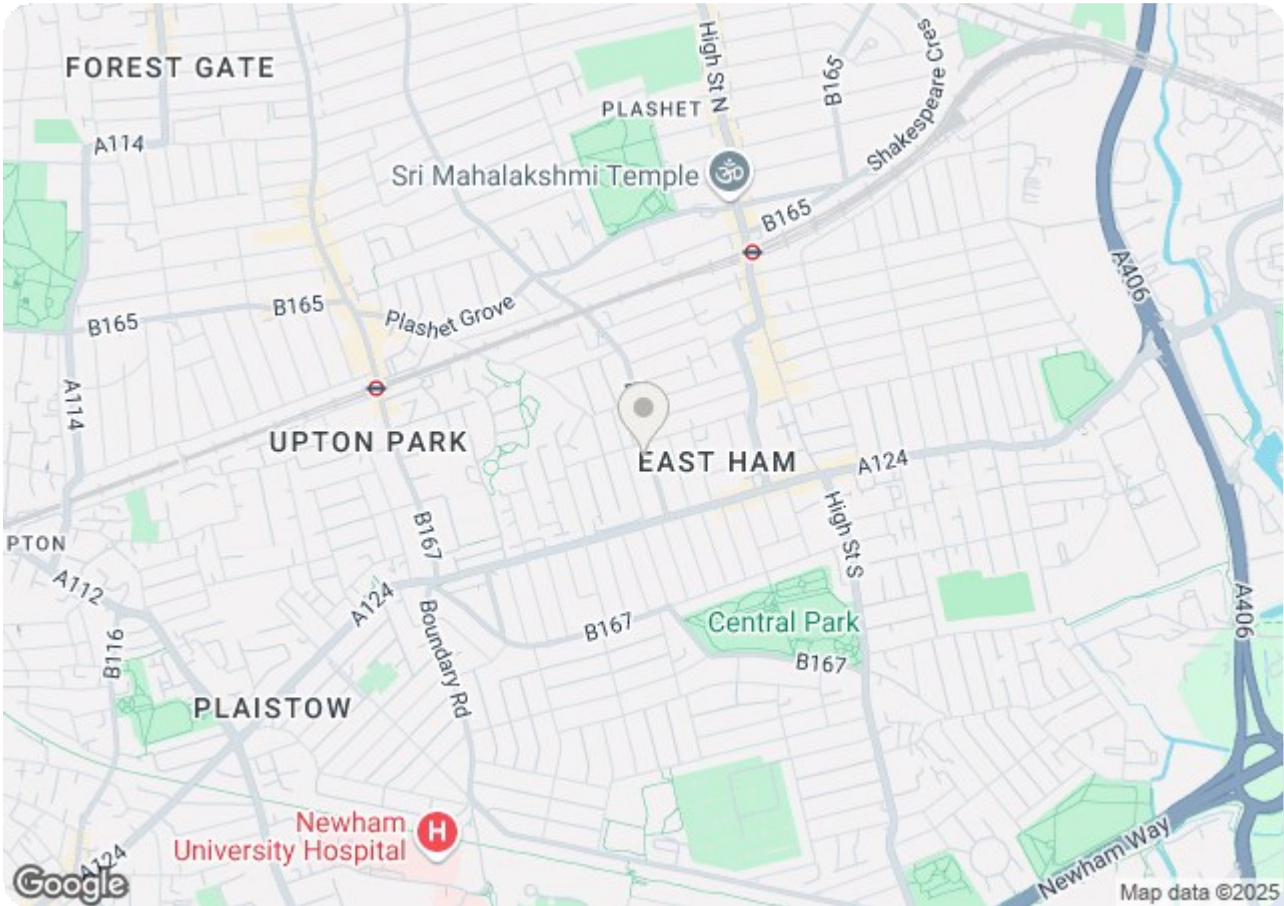 FOREST GATE
High St N
B165
Shakespeare Cres
PLASHET
A114
Sri Mahalakshmi Temple
ॐ
B165
A406
B165
B165
Plashet Grove
A114
UPTON PARK
EAST HAM
A124
B167
High St S
PTON
A112
A124
Boundary Rd
B167
Central Park
B167
A406
B116
PLAISTOW
Newham
University Hospital
H
A124
Newham Way
Google
Map data ©2025